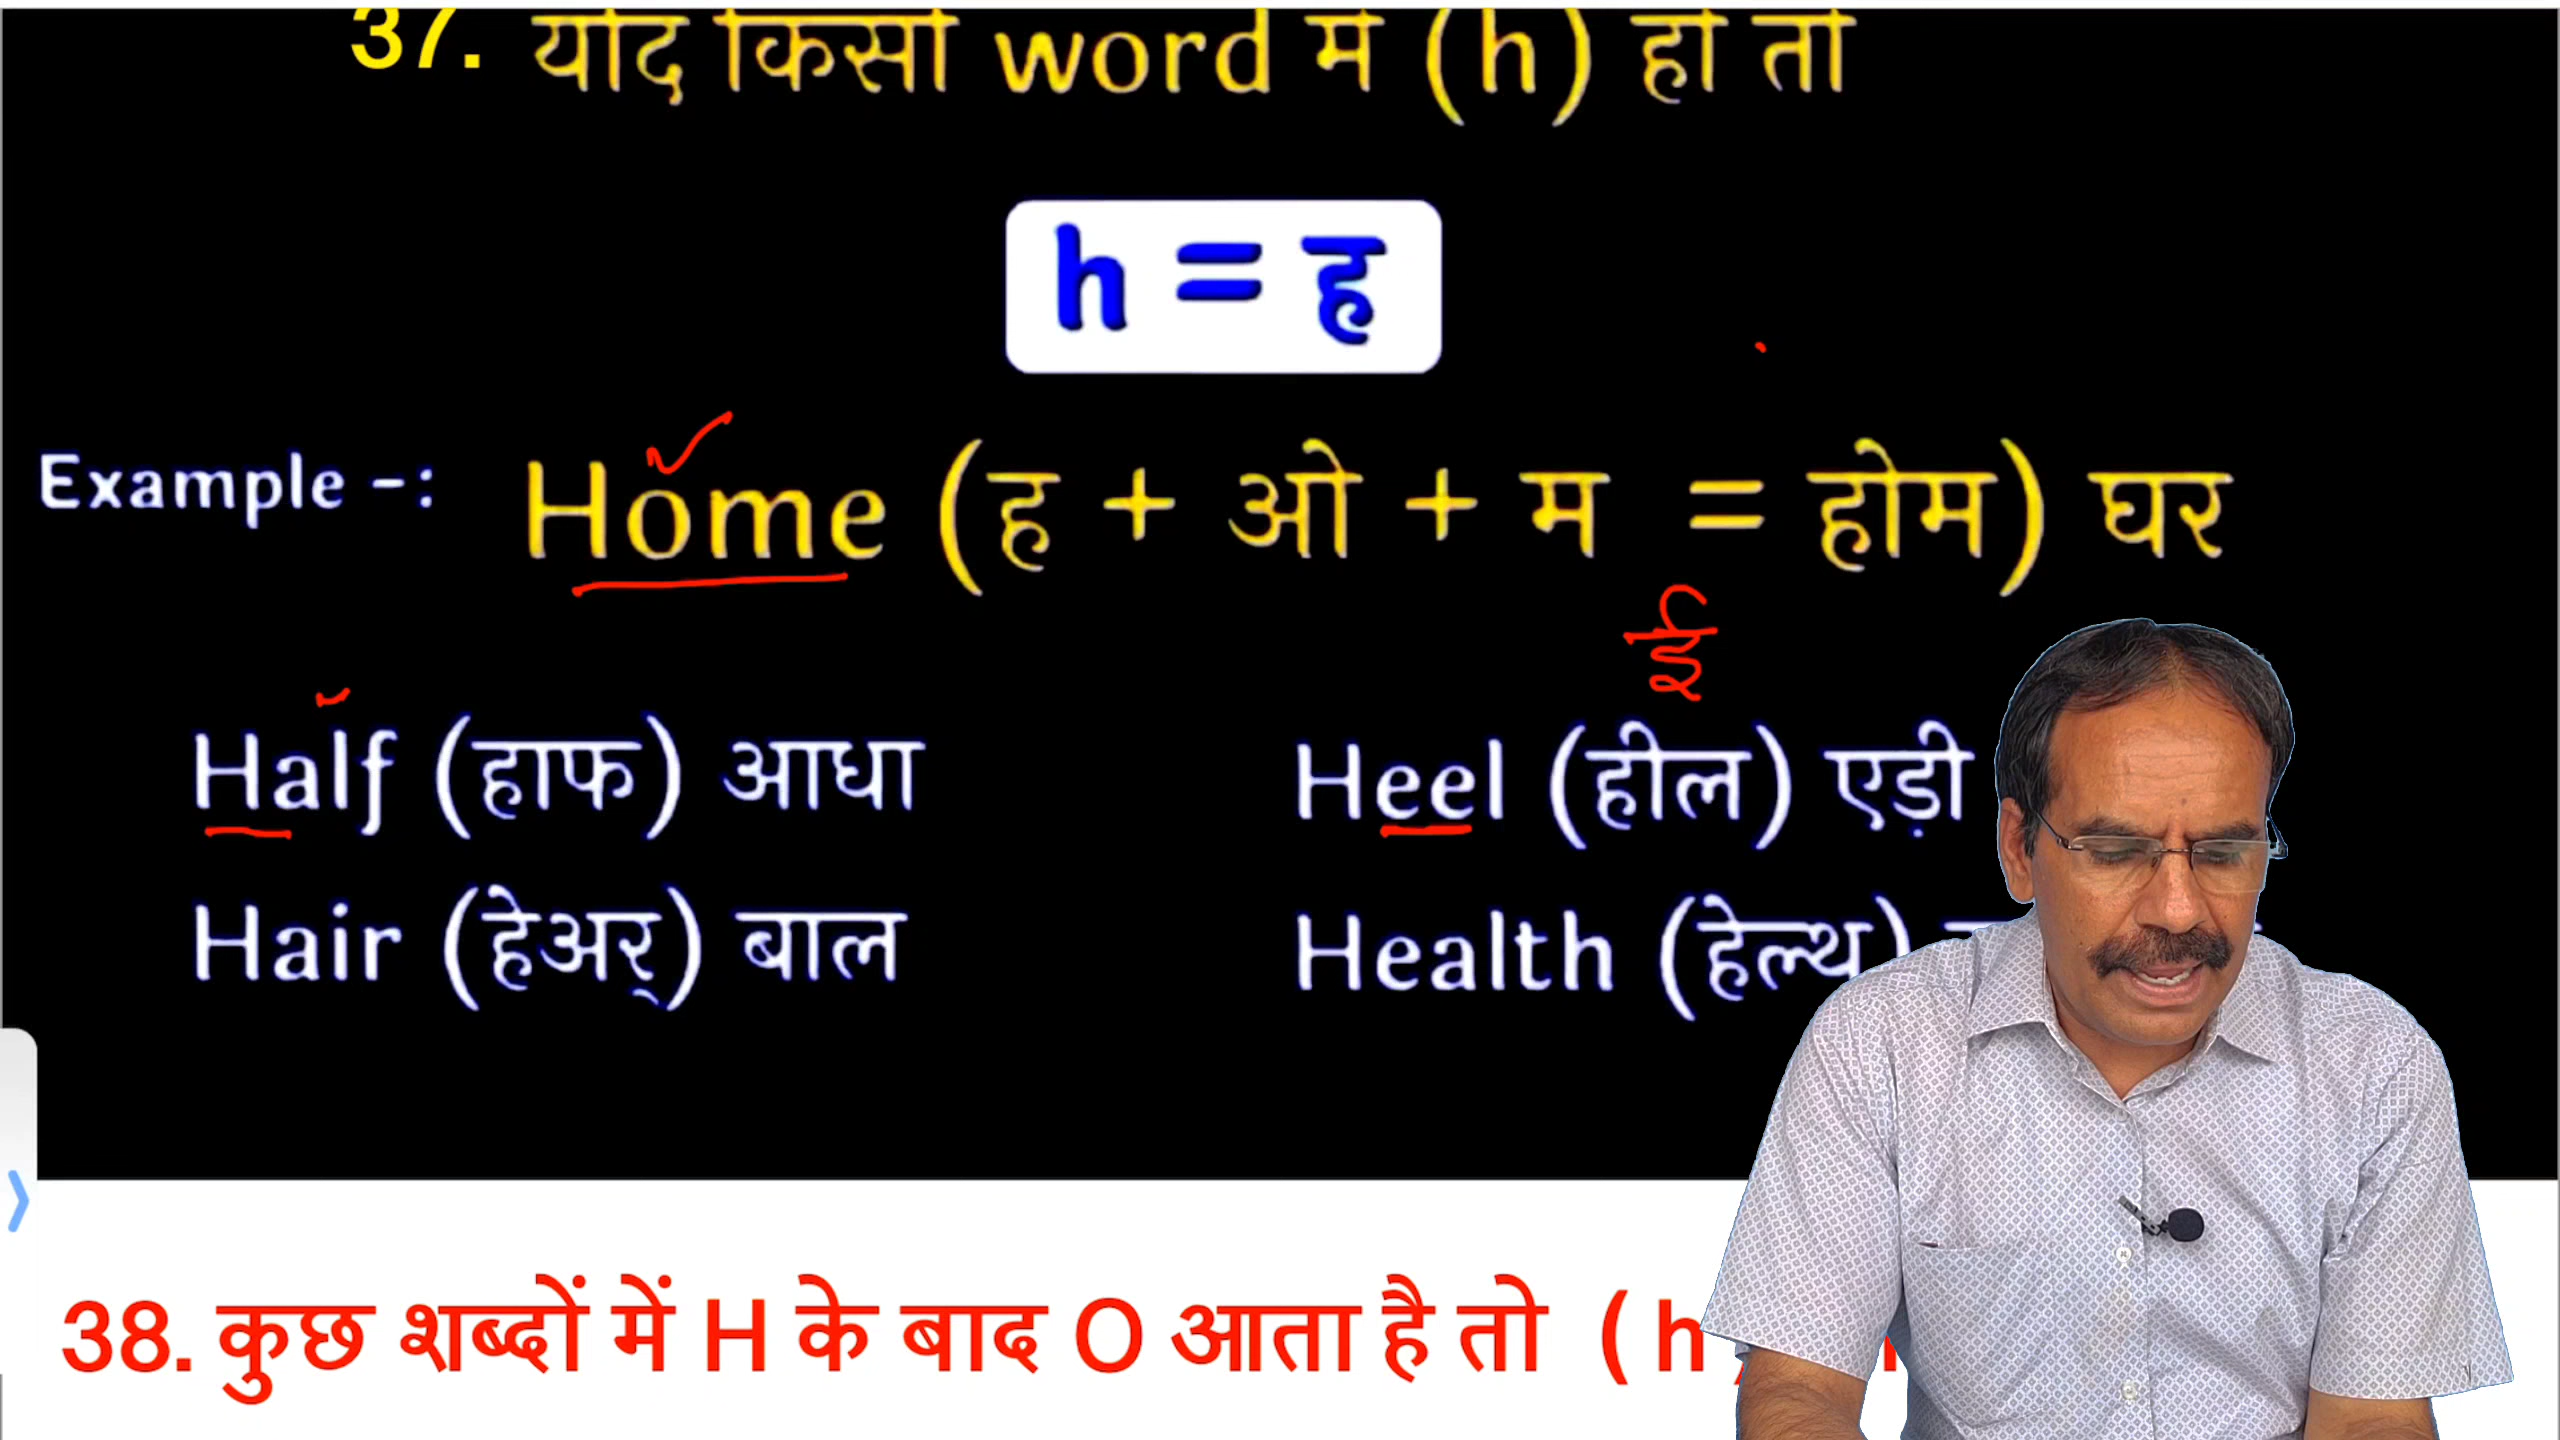 37. यदि किसी word में (h) हो तो
h = ह
Example -: Home (ह + ओ + म = होम) घर
ई
Half (हाफ) आधा
Heel (हील) एड़ी
Hair (हेअर्) बाल
Health (हेल्थ)
38. कुछ शब्दों में H के बाद O आता है तो ( h